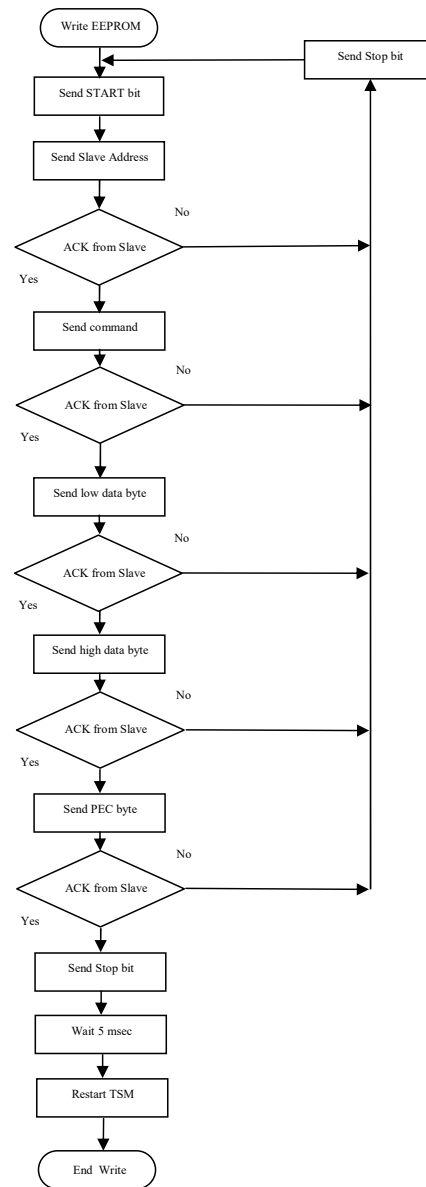 Write EEPROM
Send Stop bit
Send START bit
Send Slave Address
No
ACK from Slave
Yes
Send command
No
ACK from Slave
Yes
Send low data byte
No
ACK from Slave
Yes
Send high data byte
No
ACK from Slave
Yes
Send PEC byte
No
ACK from Slave
Yes
Send Stop bit
Wait 5 msec
Restart TSM
End Write